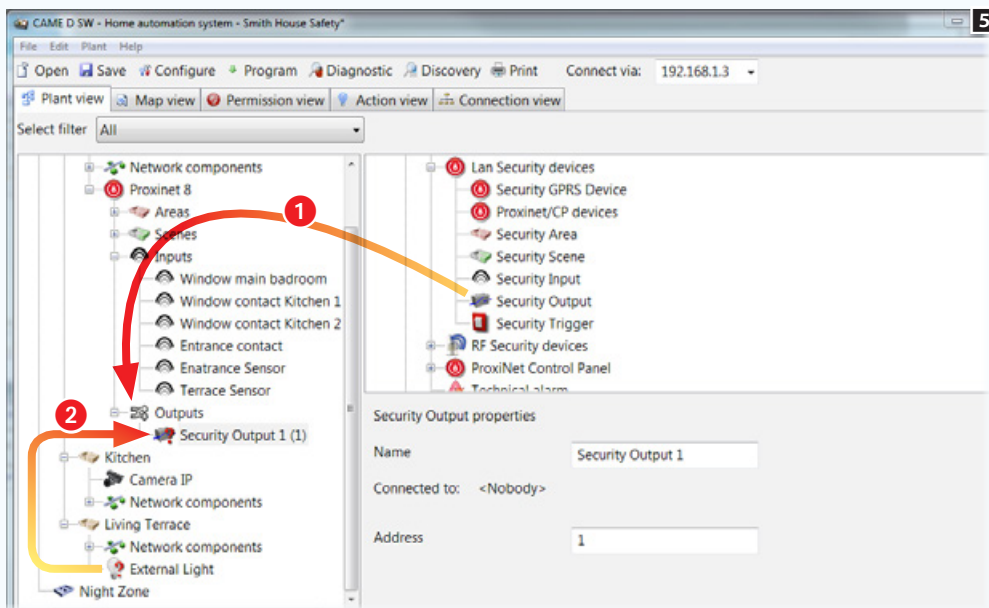 CAME D SW - Home automation system - Smith House Safety*
5
File Edit Plant Help
Open Save Configure Program Diagnostic Discovery Print Connect via: 192.168.1.3
Plant view Map view Permission view Action view Connection view
Select filter All
Network components
Proxinet 8
Areas
Scenes
Inputs
Window main badroom
Window contact Kitchen 1
Window contact Kitchen 2
Entrance contact
Enatrance Sensor
Terrace Sensor
Outputs
Security Output 1 (1)
Kitchen
Camera IP
Network components
Living Terrace
Network components
External Light
Night Zone
1
2
Lan Security devices
Security GPRS Device
Proxinet/CP devices
Security Area
Security Scene
Security Input
Security Output
Security Trigger
RF Security devices
ProxiNet Control Panel
Technical alarm
Security Output properties
Name Security Output 1
Connected to: <Nobody>
Address 1